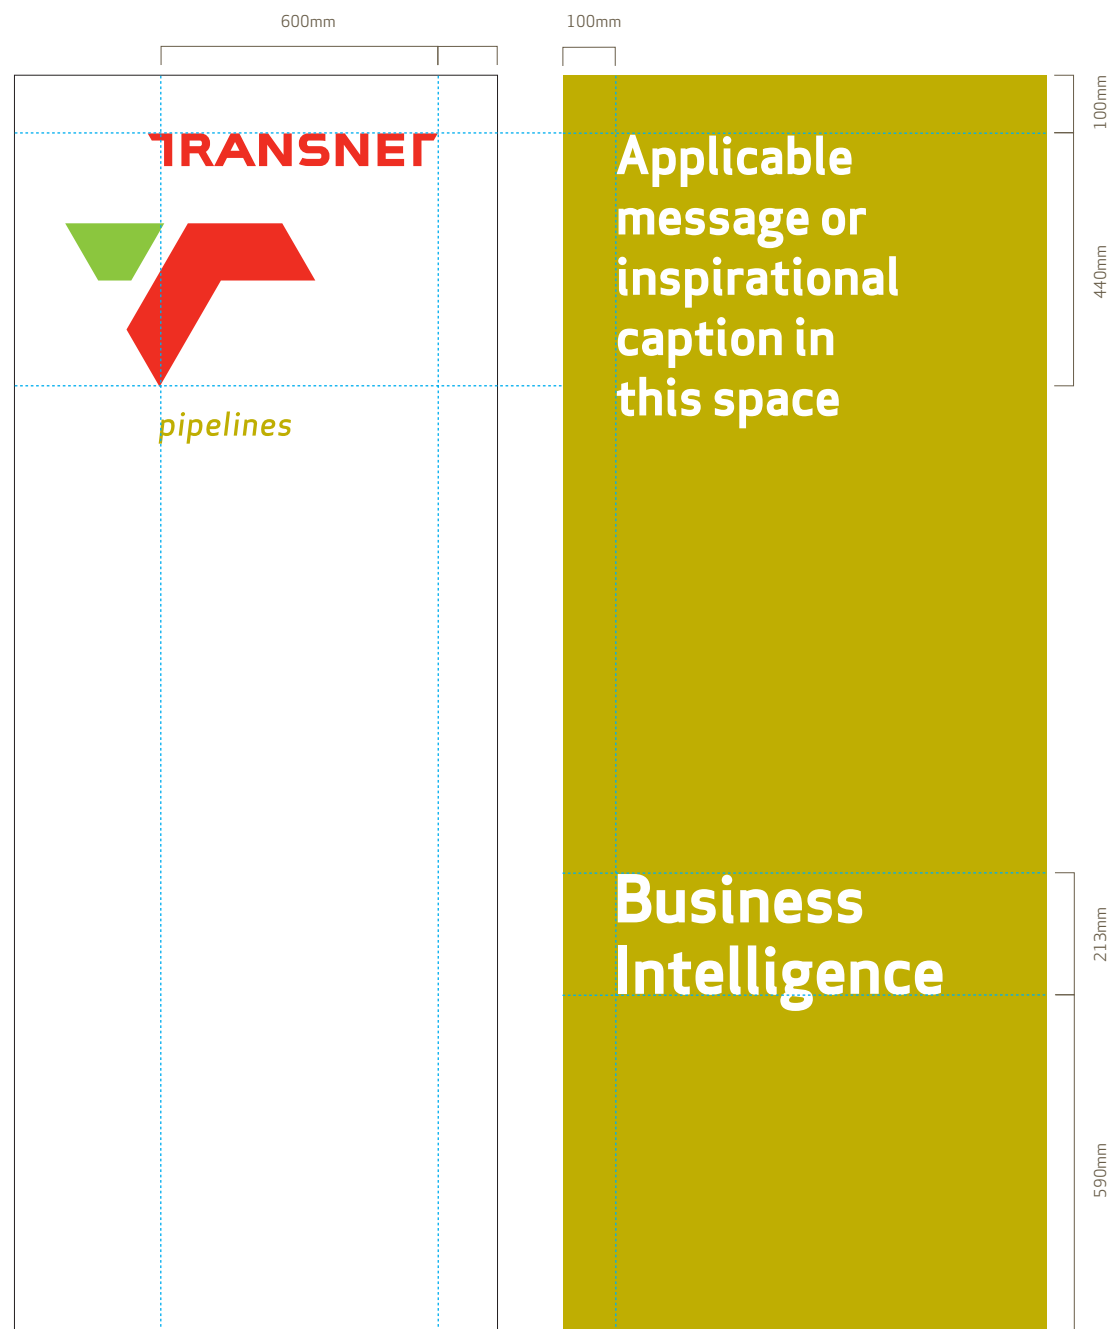 600mm
100mm
TRANSNET
pipelines
Applicable
message or
inspirational
caption in
this space
Business
Intelligence
100mm
440mm
213mm
590mm